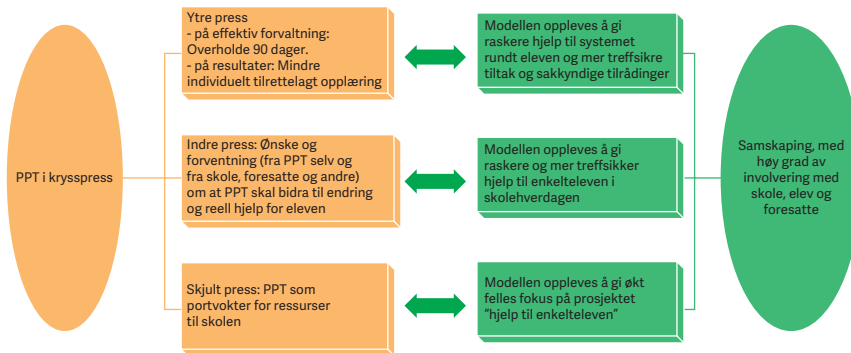 PPT i krysspress
Ytre press
- på effektiv forvaltning:
Overholde 90 dager.
- på resultater: Mindre
individuelt tilrettelagt opplæring
Modellen oppleves å gi
raskere hjelp til systemet
rundt eleven og mer treffsikre
tiltak og sakkyndige tilrådinger
Indre press: Ønske og
forventning (fra PPT selv og
fra skole, foresatte og andre)
om at PPT skal bidra til endring
og reell hjelp for eleven
Modellen oppleves å gi
raskere og mer treffsikker
hjelp til enkelteleven i
skolehverdagen
Skjult press: PPT som
portvokter for ressurser
til skolen
Modellen oppleves å gi økt
felles fokus på prosjektet
"hjelp til enkelteleven"
Samskaping, med
høy grad av
involvering med
skole, elev og
foresatte